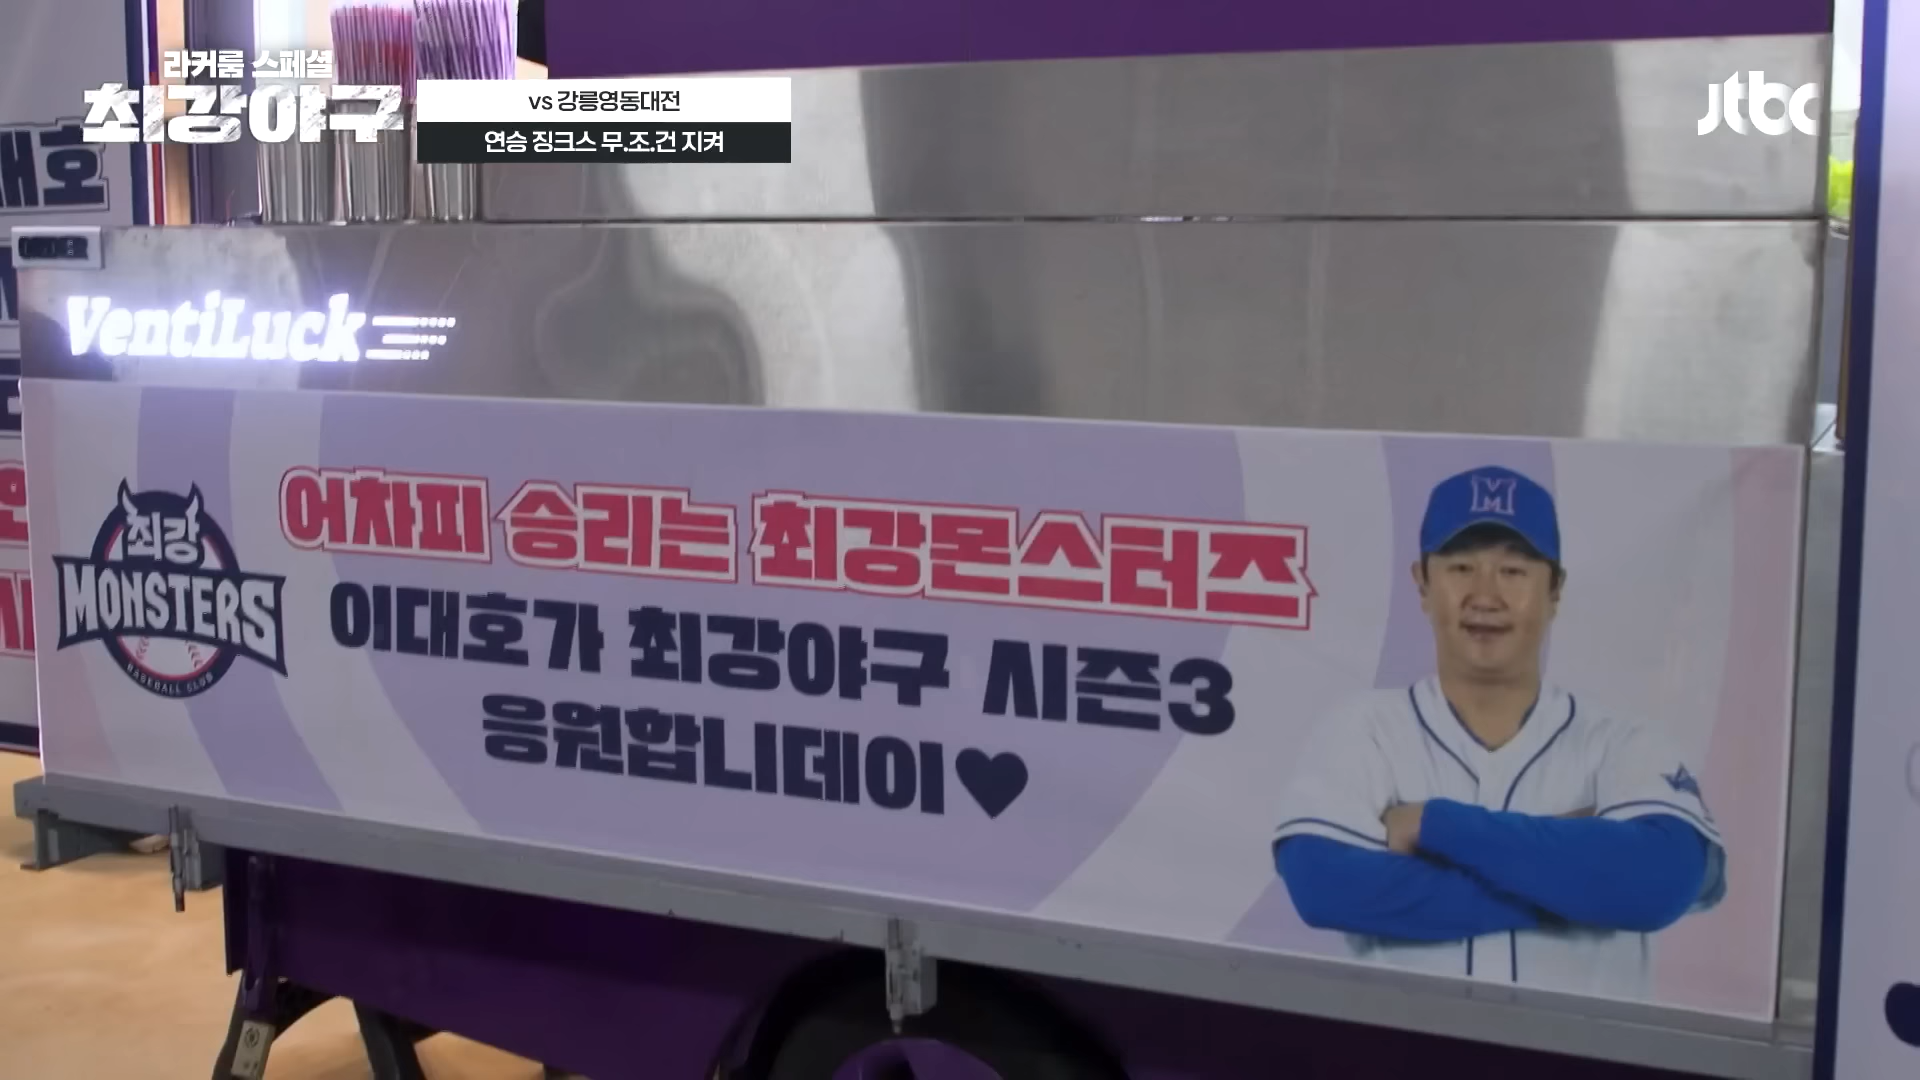 라커룸 스페셜
최강야구
vs 강릉영동대전
연승 징크스 무.조.건 지켜
jtbc
VentiLuck
최강
MONSTERS
BASEBALL CLUB
어차피 승리는 최강몬스터즈
이대호가 최강야구 시즌3
응원합니데이♥
M